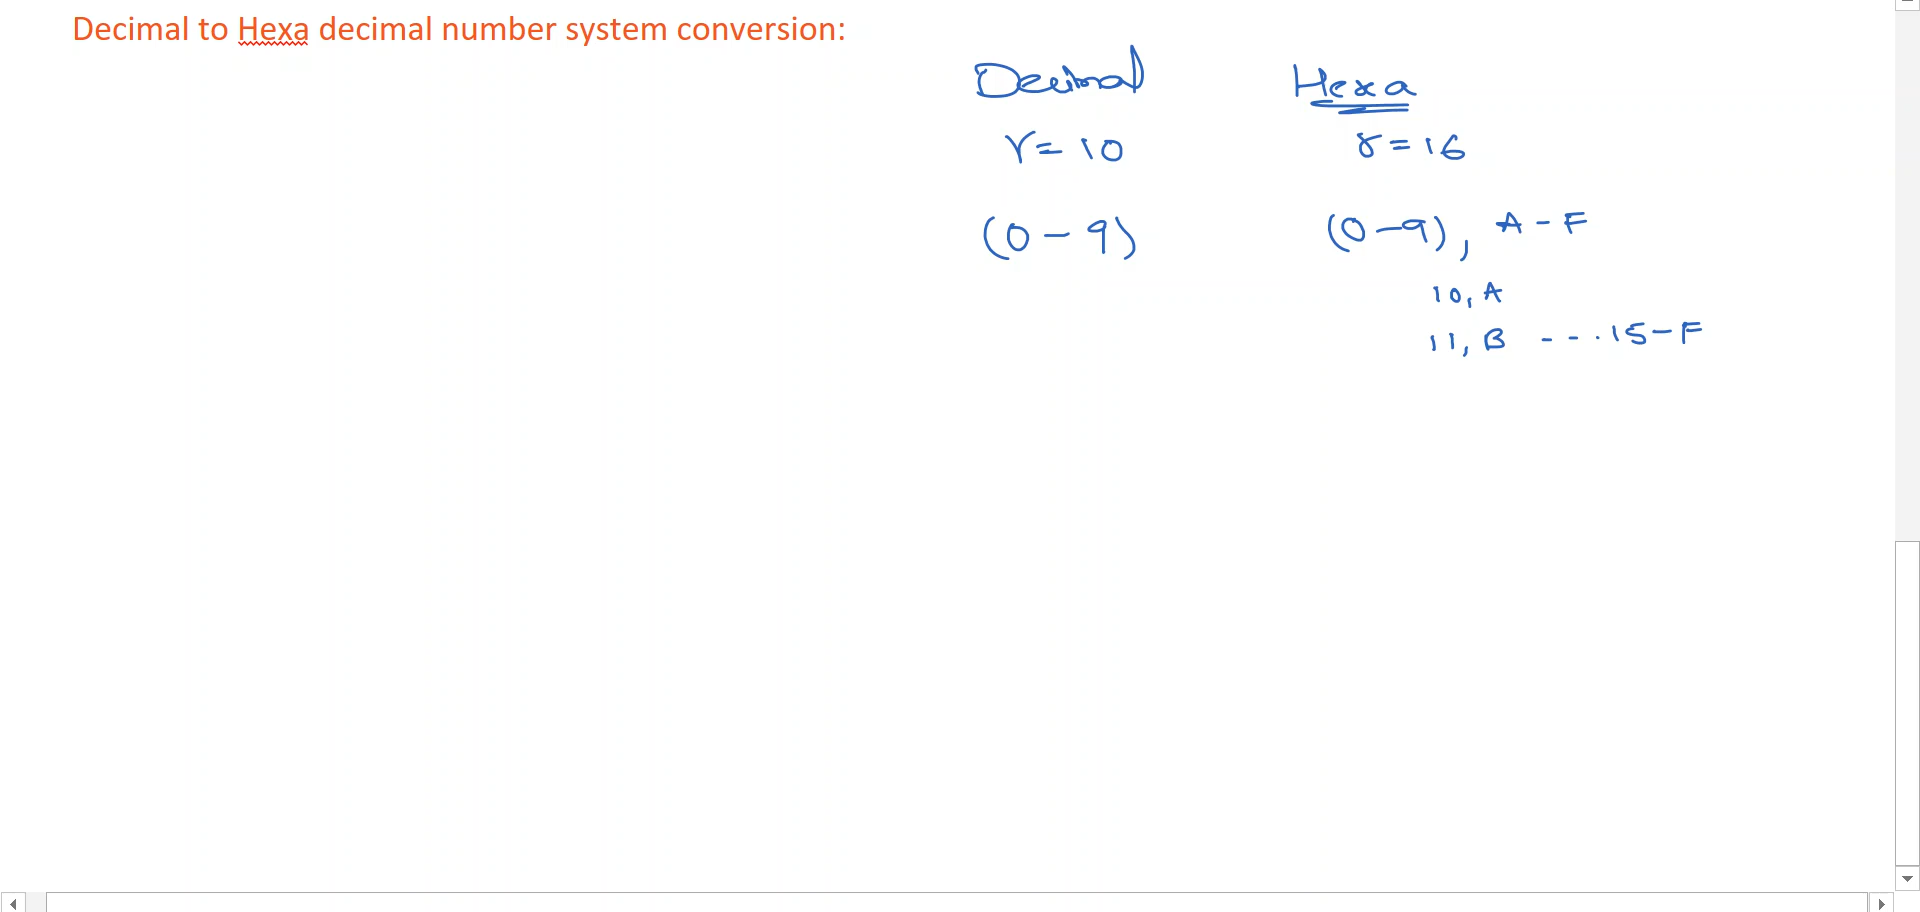 Decimal to Hexa decimal number system conversion:
Decimal Hexa
r = 10 r = 16
(0 - 9) (0-9), A - F
10, A
11, B - - . . 15-F